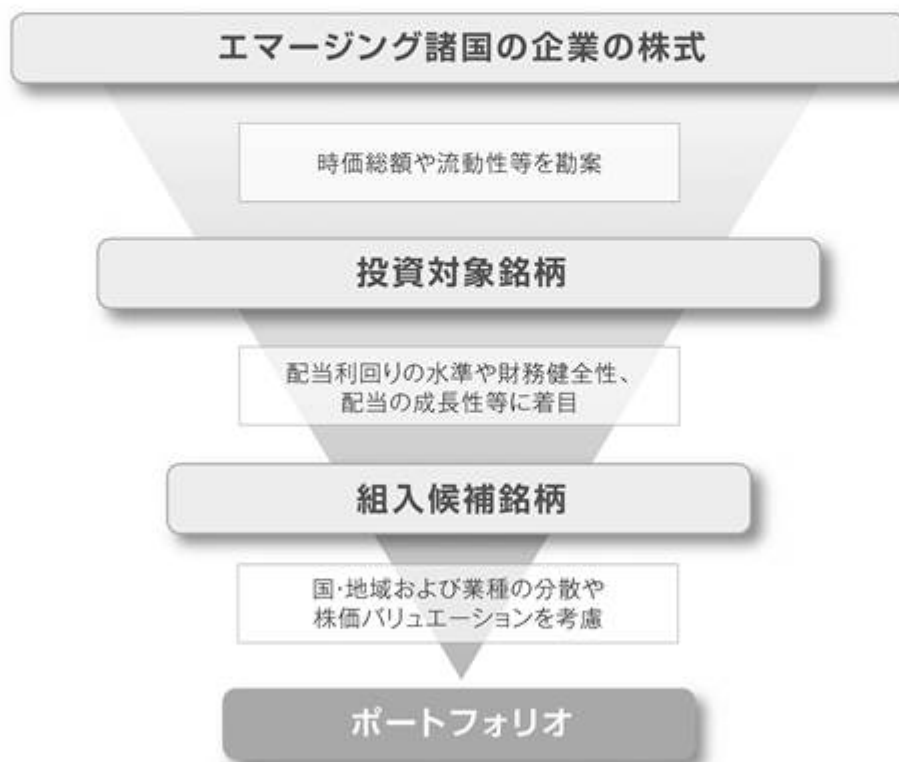 エマージング諸国の企業の株式
時価総額や流動性等を勘案
投資対象銘柄
配当利回りの水準や財務健全性、
配当の成長性等に着目
組入候補銘柄
国・地域および業種の分散や
株価バリュエーションを考慮
ポートフォリオ